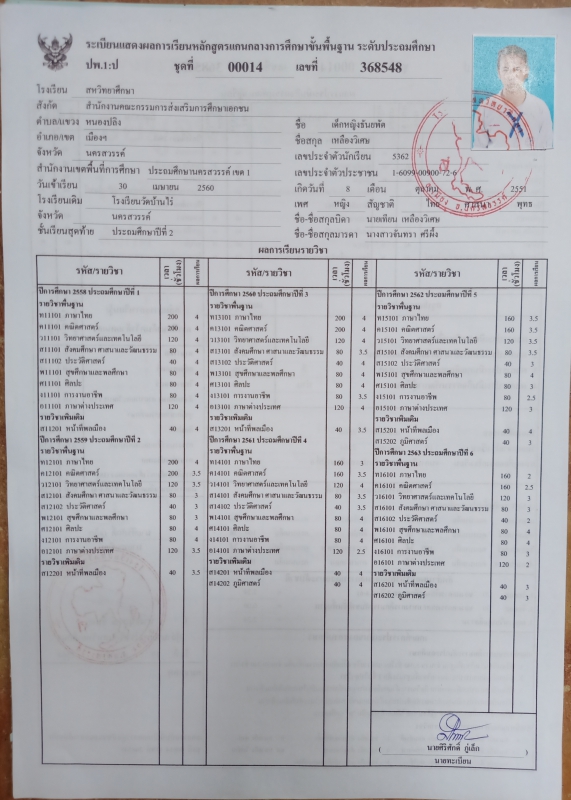 ระเบียนแสดงผลการเรียนหลักสูตรแกนกลางการศึกษาขั้นพื้นฐาน ระดับประถมศึกษา
ปพ.1:ป ชุดที่ 00014 เลขที่ 368548
โรงเรียน สหวิทยาศึกษา
สังกัด สำนักงานคณะกรรมการส่งเสริมการศึกษาเอกชน
ตำบล/แขวง หนองปลิง
อำเภอ/เขต เมืองฯ
จังหวัด นครสวรรค์
สำนักงานเขตพื้นที่การศึกษา ประถมศึกษานครสวรรค์ เขต 1
วันเข้าเรียน 30 เมษายน 2560
โรงเรียนเดิม โรงเรียนวัดบ้านไร่
จังหวัด นครสวรรค์
ชั้นเรียนสุดท้าย ประถมศึกษาปีที่ 2
ชื่อ เด็กหญิงธันยพัต
ชื่อสกุล เหลืองวิเศษ
เลขประจำตัวนักเรียน 5362
เลขประจำตัวประชาชน 1-6099-00900-72-6
เกิดวันที่ 8 เดือน ตุลาคม พ.ศ. 2551
เพศ หญิง สัญชาติ ไทย ศาสนา พุทธ
ชื่อ-ชื่อสกุลบิดา นายเทียน เหลืองวิเศษ
ชื่อ-ชื่อสกุลมารดา นางสาวจันทรา ศรีผึ้ง
ผลการเรียนรายวิชา
รหัส/รายวิชา เวลา (ชั่วโมง) ผลการเรียน
ปีการศึกษา 2558 ประถมศึกษาปีที่ 1
รายวิชาพื้นฐาน
ท11101 ภาษาไทย 200 4
ค11101 คณิตศาสตร์ 200 4
ว11101 วิทยาศาสตร์และเทคโนโลยี 80 4
ส11101 สังคมศึกษา ศาสนาและวัฒนธรรม 80 4
ส11102 ประวัติศาสตร์ 40 4
พ11101 สุขศึกษาและพลศึกษา 80 4
ศ11101 ศิลปะ 80 4
ง11101 การงานอาชีพ 80 4
อ11101 ภาษาต่างประเทศ 120 4
รายวิชาเพิ่มเติม
ส11201 หน้าที่พลเมือง 40 4
ปีการศึกษา 2559 ประถมศึกษาปีที่ 2
รายวิชาพื้นฐาน
ท12101 ภาษาไทย 200 4
ค12101 คณิตศาสตร์ 200 3.5
ว12101 วิทยาศาสตร์และเทคโนโลยี 120 3.5
ส12101 สังคมศึกษา ศาสนาและวัฒนธรรม 80 3
ส12102 ประวัติศาสตร์ 40 3
พ12101 สุขศึกษาและพลศึกษา 80 3
ศ12101 ศิลปะ 80 4
ง12101 การงานอาชีพ 80 4
อ12101 ภาษาต่างประเทศ 120 3.5
รายวิชาเพิ่มเติม
ส12201 หน้าที่พลเมือง 40 3.5
รหัส/รายวิชา เวลา (ชั่วโมง) ผลการเรียน
ปีการศึกษา 2560 ประถมศึกษาปีที่ 3
รายวิชาพื้นฐาน
ท13101 ภาษาไทย 200 4
ค13101 คณิตศาสตร์ 200 4
ว13101 วิทยาศาสตร์และเทคโนโลยี 80 4
ส13101 สังคมศึกษา ศาสนาและวัฒนธรรม 80 3.5
ส13102 ประวัติศาสตร์ 40 4
พ13101 สุขศึกษาและพลศึกษา 80 4
ศ13101 ศิลปะ 80 4
ง13101 การงานอาชีพ 80 3.5
อ13101 ภาษาต่างประเทศ 120 4
รายวิชาเพิ่มเติม
ส13201 หน้าที่พลเมือง 40 3.5
ปีการศึกษา 2561 ประถมศึกษาปีที่ 4
รายวิชาพื้นฐาน
ท14101 ภาษาไทย 160 3
ค14101 คณิตศาสตร์ 160 3.5
ว14101 วิทยาศาสตร์และเทคโนโลยี 120 3.5
ส14101 สังคมศึกษา ศาสนาและวัฒนธรรม 80 4
ส14102 ประวัติศาสตร์ 40 3.5
พ14101 สุขศึกษาและพลศึกษา 80 4
ศ14101 ศิลปะ 80 4
ง14101 การงานอาชีพ 80 4
อ14101 ภาษาต่างประเทศ 120 2.5
รายวิชาเพิ่มเติม
ส14201 หน้าที่พลเมือง 40 4
ส14202 ภูมิศาสตร์ 40 4
รหัส/รายวิชา เวลา (ชั่วโมง) ผลการเรียน
ปีการศึกษา 2562 ประถมศึกษาปีที่ 5
รายวิชาพื้นฐาน
ท15101 ภาษาไทย 160 3.5
ค15101 คณิตศาสตร์ 160 3.5
ว15101 วิทยาศาสตร์และเทคโนโลยี 120 3.5
ส15101 สังคมศึกษา ศาสนาและวัฒนธรรม 80 3.5
ส15102 ประวัติศาสตร์ 40 3
พ15101 สุขศึกษาและพลศึกษา 80 4
ศ15101 ศิลปะ 80 3
ง15101 การงานอาชีพ 80 2.5
อ15101 ภาษาต่างประเทศ 120 3
รายวิชาเพิ่มเติม
ส15201 หน้าที่พลเมือง 40 4
ส15202 ภูมิศาสตร์ 40 3
ปีการศึกษา 2563 ประถมศึกษาปีที่ 6
รายวิชาพื้นฐาน
ท16101 ภาษาไทย 160 2
ค16101 คณิตศาสตร์ 160 2.5
ว16101 วิทยาศาสตร์และเทคโนโลยี 120 3
ส16101 สังคมศึกษา ศาสนาและวัฒนธรรม 80 3
ส16102 ประวัติศาสตร์ 40 2
พ16101 สุขศึกษาและพลศึกษา 80 4
ศ16101 ศิลปะ 80 4
ง16101 การงานอาชีพ 80 3
อ16101 ภาษาต่างประเทศ 120 2
รายวิชาเพิ่มเติม
ส16201 หน้าที่พลเมือง 40 3
ส16202 ภูมิศาสตร์ 40 3
( นายศิริศักดิ์ ภู่เล็ก )
นายทะเบียน